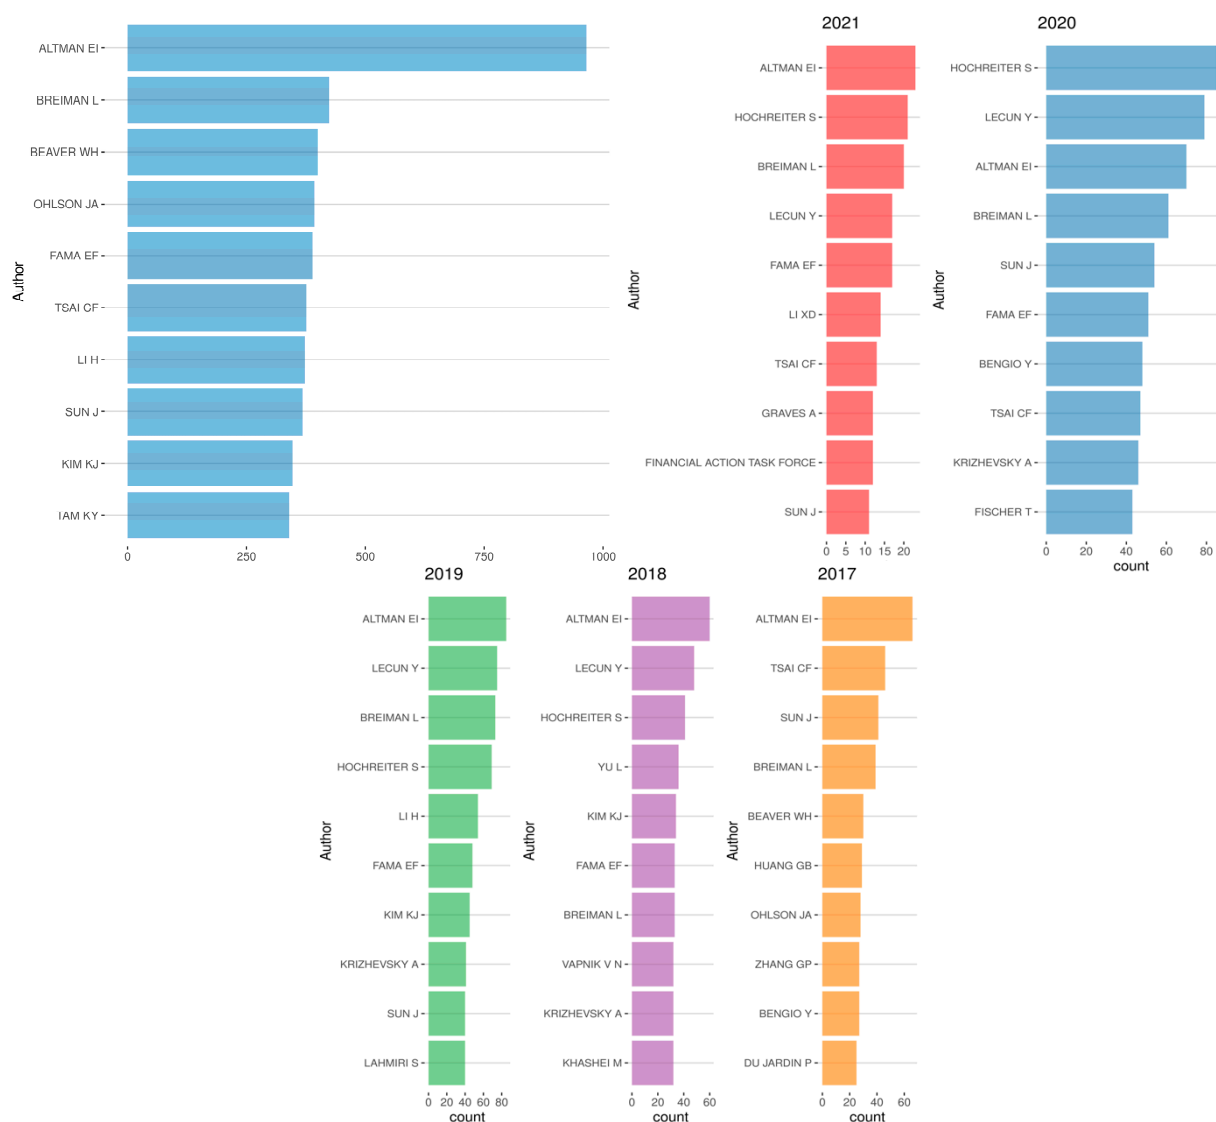 ALTMAN EI
BREIMAN L
BEAVER WH
OHLSON JA
FAMA EF
TSAI CF
LI H
SUN J
KIM KJ
Author
0 250 500 750 1000
2021
ALTMAN EI
HOCHREITER S
BREIMAN L
LECUN Y
FAMA EF
LI XD
TSAI CF
GRAVES A
FINANCIAL ACTION TASK FORCE
SUN J
Author
0 5 10 15 20
2020
HOCHREITER S
LECUN Y
ALTMAN EI
BREIMAN L
SUN J
FAMA EF
BENGIO Y
TSAI CF
KRIZHEVSKY A
FISCHER T
Author
0 20 40 60 80
count
2019
ALTMAN EI
LECUN Y
BREIMAN L
HOCHREITER S
LI H
FAMA EF
KIM KJ
KRIZHEVSKY A
SUN J
LAHMIRI S
Author
0 20 40 60 80
count
2018
ALTMAN EI
LECUN Y
HOCHREITER S
YU L
KIM KJ
FAMA EF
BREIMAN L
VAPNIK V N
KRIZHEVSKY A
KHASHEI M
Author
0 20 40 60
count
2017
ALTMAN EI
TSAI CF
SUN J
BREIMAN L
BEAVER WH
HUANG GB
OHLSON JA
ZHANG GP
BENGIO Y
DU JARDIN P
Author
0 20 40 60
count